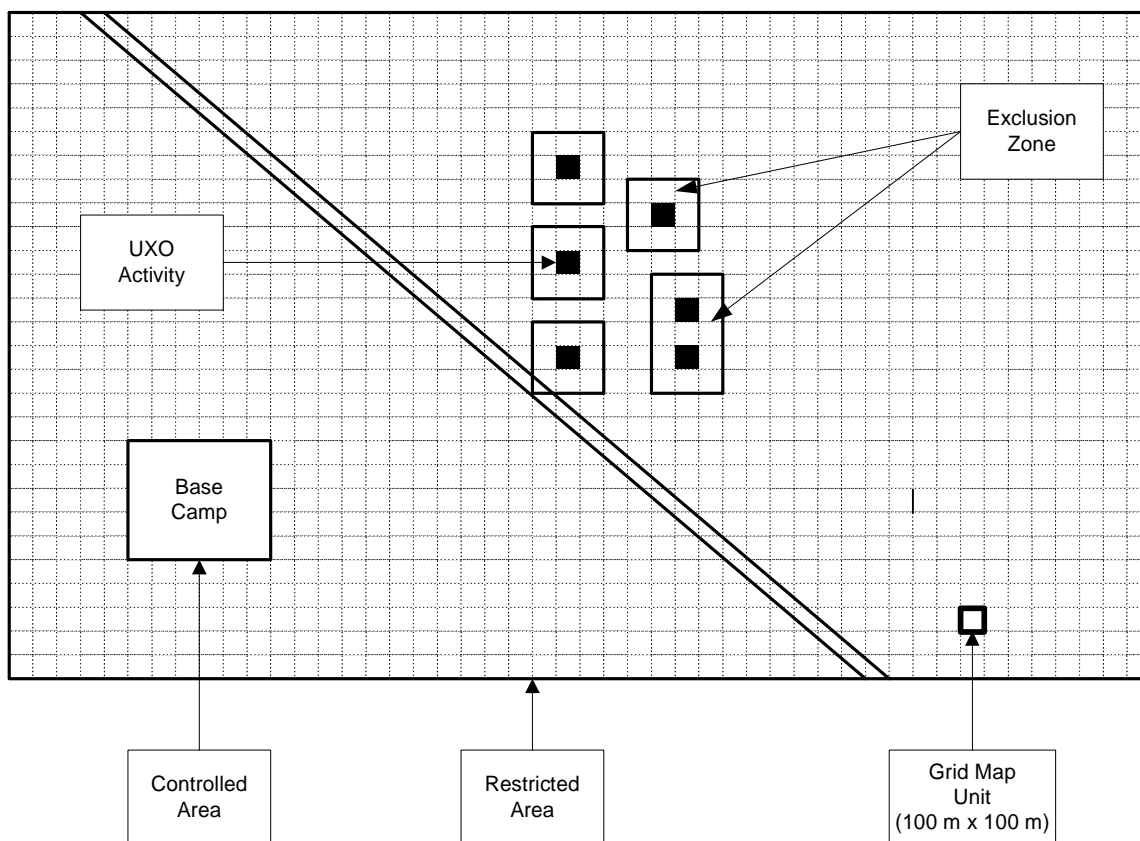 Exclusion
Zone
UXO
Activity
Base
Camp
Controlled
Area
Restricted
Area
Grid Map
Unit
(100 m x 100 m)